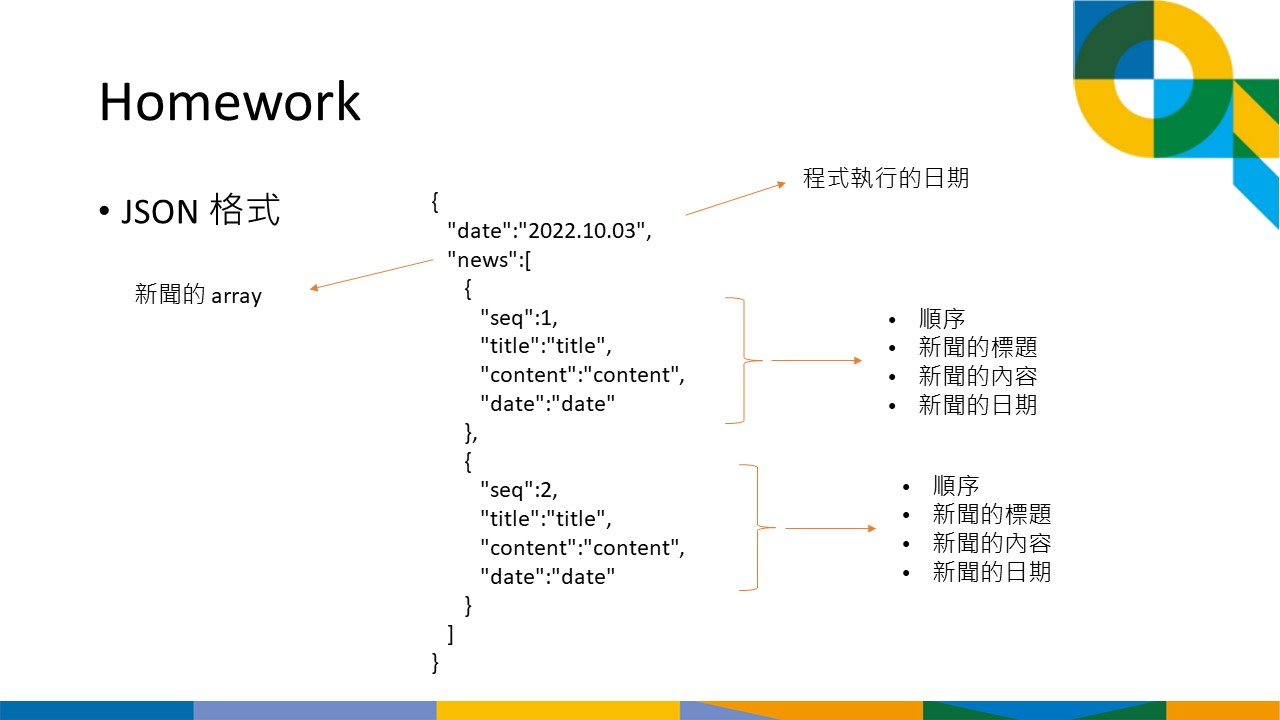 Homework
• JSON 格式
新聞的 array
{
"date":"2022.10.03",
"news":[
{
"seq":1,
"title":"title",
"content":"content",
"date":"date"
},
{
"seq":2,
"title":"title",
"content":"content",
"date":"date"
}
]
}
程式執行的日期
• 順序
• 新聞的標題
• 新聞的內容
• 新聞的日期
• 順序
• 新聞的標題
• 新聞的內容
• 新聞的日期